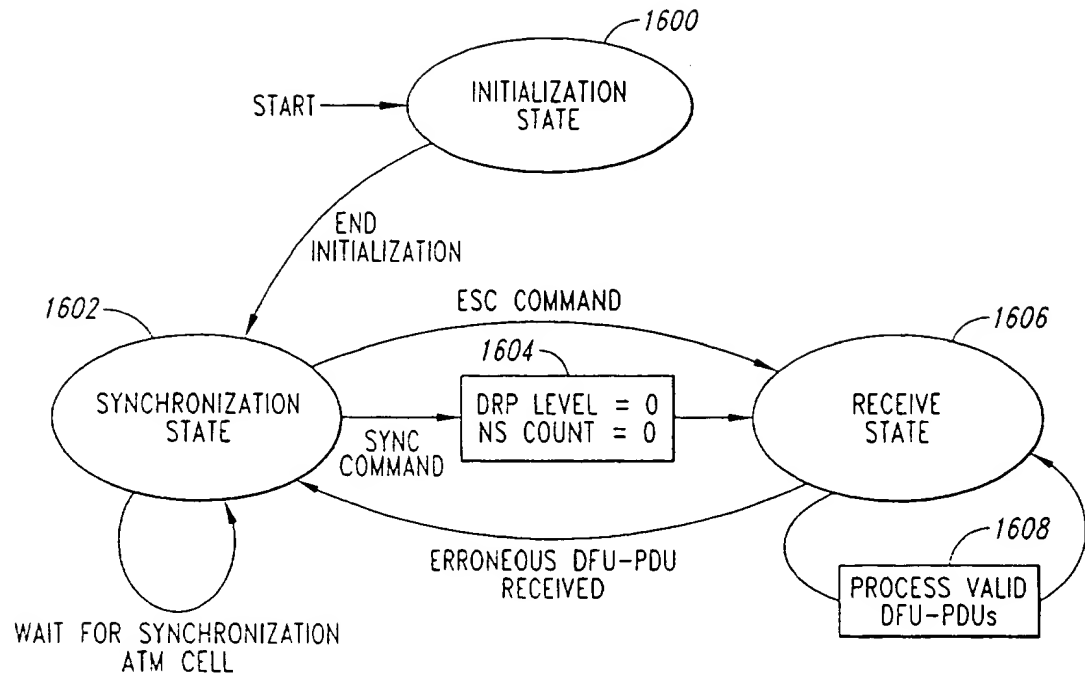 1600
START
INITIALIZATION
STATE
END
INITIALIZATION
1602
ESC COMMAND
1606
1604
SYNCHRONIZATION
STATE
SYNC
COMMAND
DRP LEVEL = 0
NS COUNT = 0
RECEIVE
STATE
ERRONEOUS DFU-PDU
RECEIVED
1608
PROCESS VALID
DFU-PDUs
WAIT FOR SYNCHRONIZATION
ATM CELL